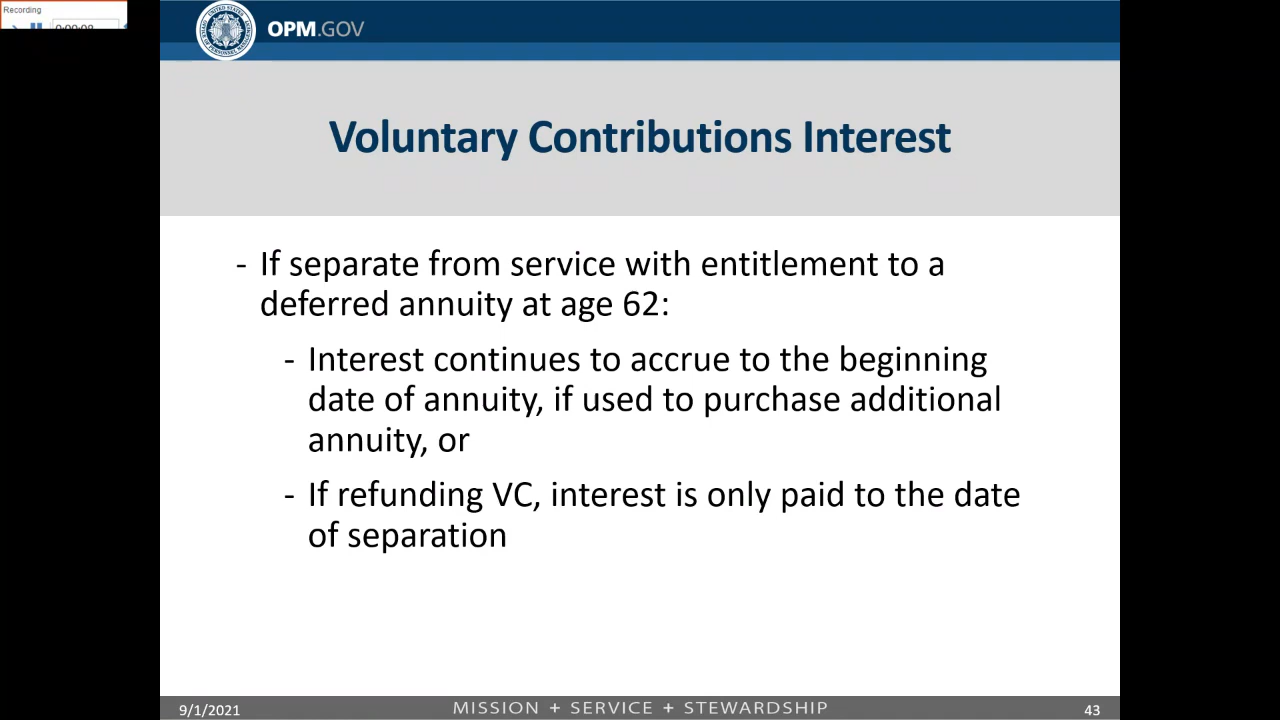 Recording
OPM.GOV
Voluntary Contributions Interest
- If separate from service with entitlement to a
deferred annuity at age 62:
- Interest continues to accrue to the beginning
date of annuity, if used to purchase additional
annuity, or
- If refunding VC, interest is only paid to the date
of separation
9/1/2021
MISSION + SERVICE + STEWARDSHIP
43